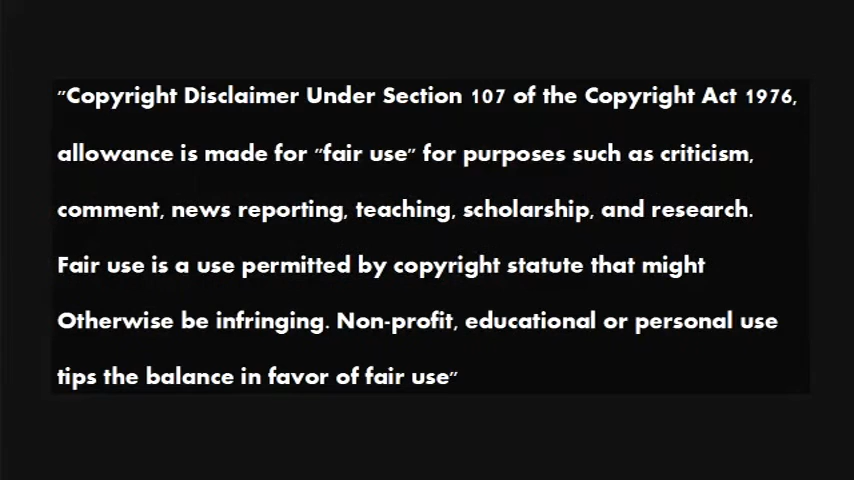 "Copyright Disclaimer Under Section 107 of the Copyright Act 1976,
allowance is made for "fair use" for purposes such as criticism,
comment, news reporting, teaching, scholarship, and research.
Fair use is a use permitted by copyright statute that might
Otherwise be infringing. Non-profit, educational or personal use
tips the balance in favor of fair use"